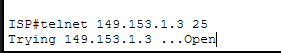 ISP#telnet 149.153.1.3 25
Trying 149.153.1.3 ...Open